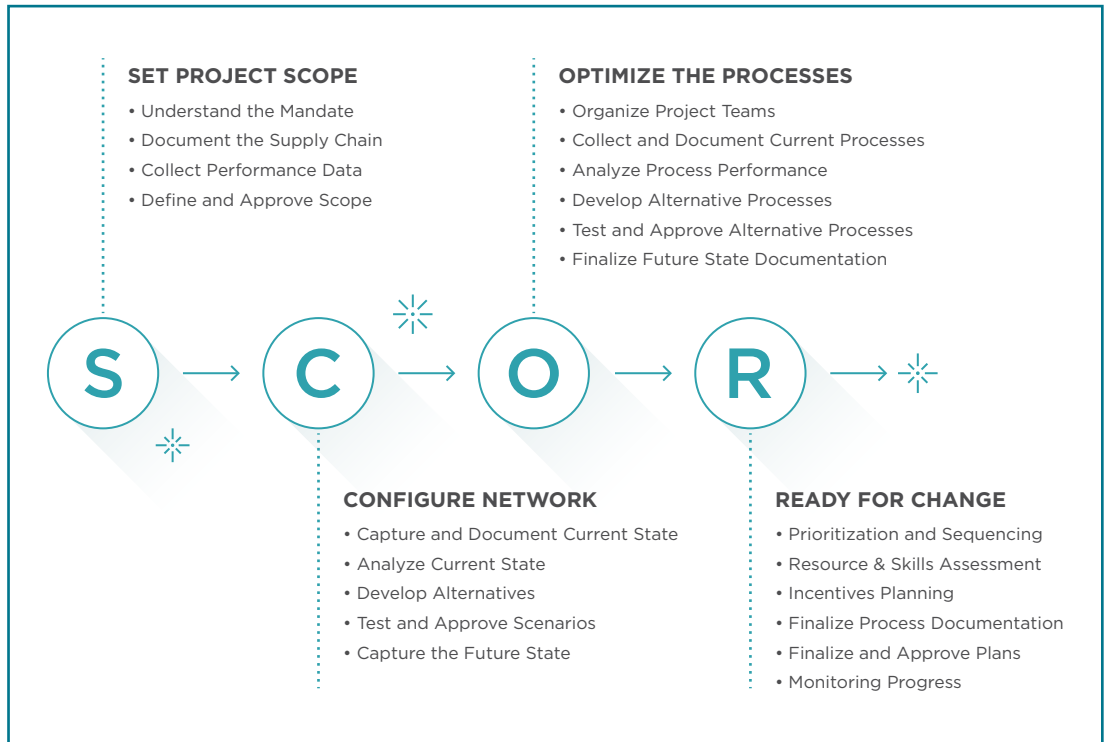 SET PROJECT SCOPE
• Understand the Mandate
• Document the Supply Chain
• Collect Performance Data
• Define and Approve Scope
OPTIMIZE THE PROCESSES
• Organize Project Teams
• Collect and Document Current Processes
• Analyze Process Performance
• Develop Alternative Processes
• Test and Approve Alternative Processes
• Finalize Future State Documentation
S
C
O
R
CONFIGURE NETWORK
• Capture and Document Current State
• Analyze Current State
• Develop Alternatives
• Test and Approve Scenarios
• Capture the Future State
READY FOR CHANGE
• Prioritization and Sequencing
• Resource & Skills Assessment
• Incentives Planning
• Finalize Process Documentation
• Finalize and Approve Plans
• Monitoring Progress